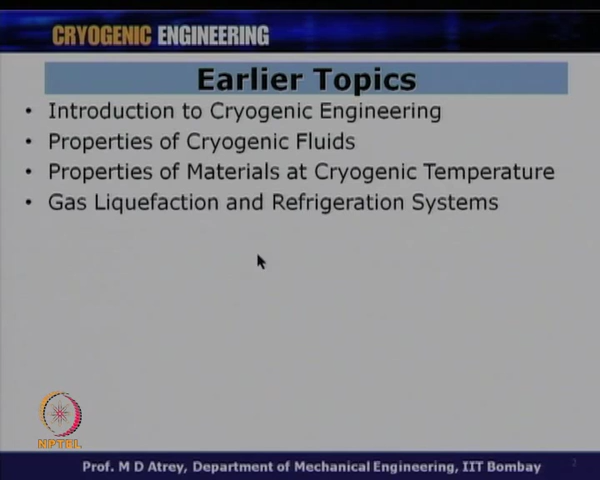 CRYOGENIC ENGINEERING
Earlier Topics
• Introduction to Cryogenic Engineering
• Properties of Cryogenic Fluids
• Properties of Materials at Cryogenic Temperature
• Gas Liquefaction and Refrigeration Systems
NPTEL
Prof. M D Atrey, Department of Mechanical Engineering, IIT Bombay
2